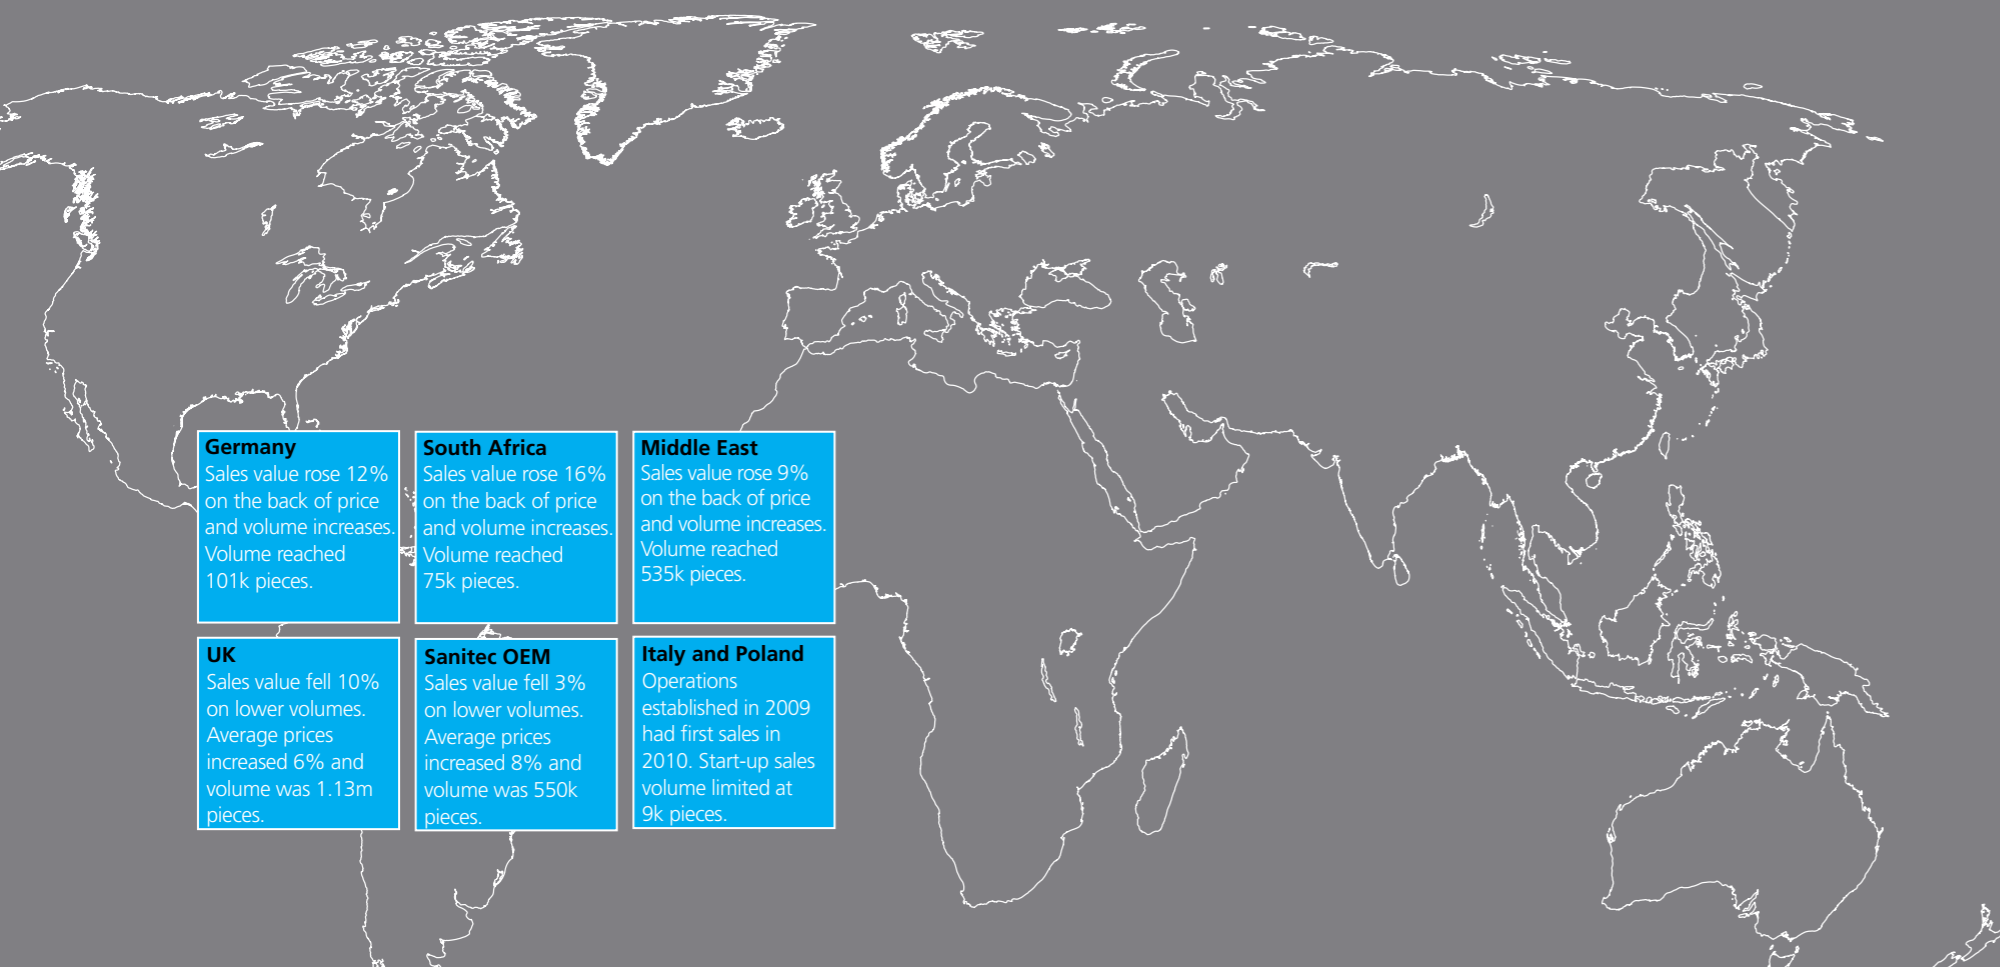 Germany
Sales value rose 12%
on the back of price
and volume increases.
Volume reached
101k pieces.
South Africa
Sales value rose 16%
on the back of price
and volume increases.
Volume reached
75k pieces.
Middle East
Sales value rose 9%
on the back of price
and volume increases.
Volume reached
535k pieces.
UK
Sales value fell 10%
on lower volumes.
Average prices
increased 6% and
volume was 1.13m
pieces.
Sanitec OEM
Sales value fell 3%
on lower volumes.
Average prices
increased 8% and
volume was 550k
pieces.
Italy and Poland
Operations
established in 2009
had first sales in
2010. Start-up sales
volume limited at
9k pieces.